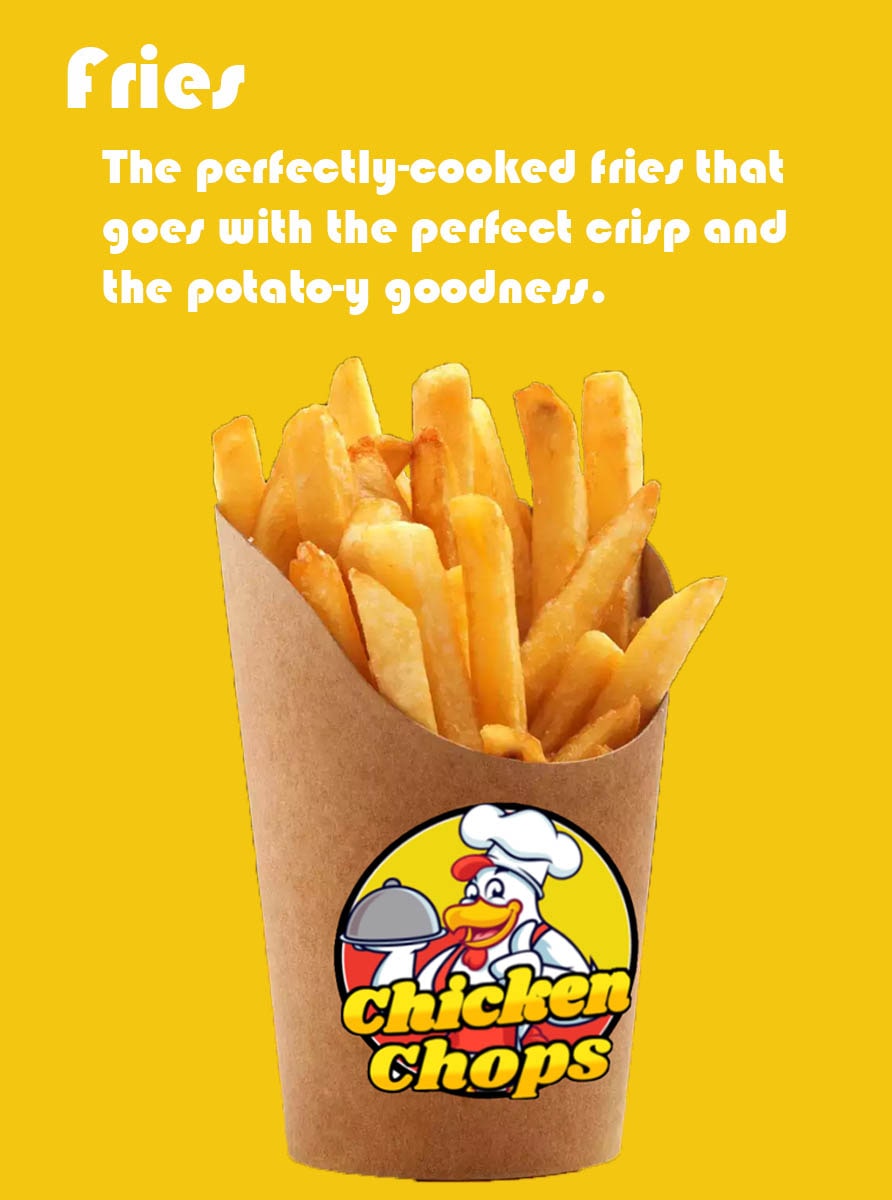 Fries
The perfectly-cooked fries that
goes with the perfect crisp and
the potato-y goodness.
Chicken
Chops